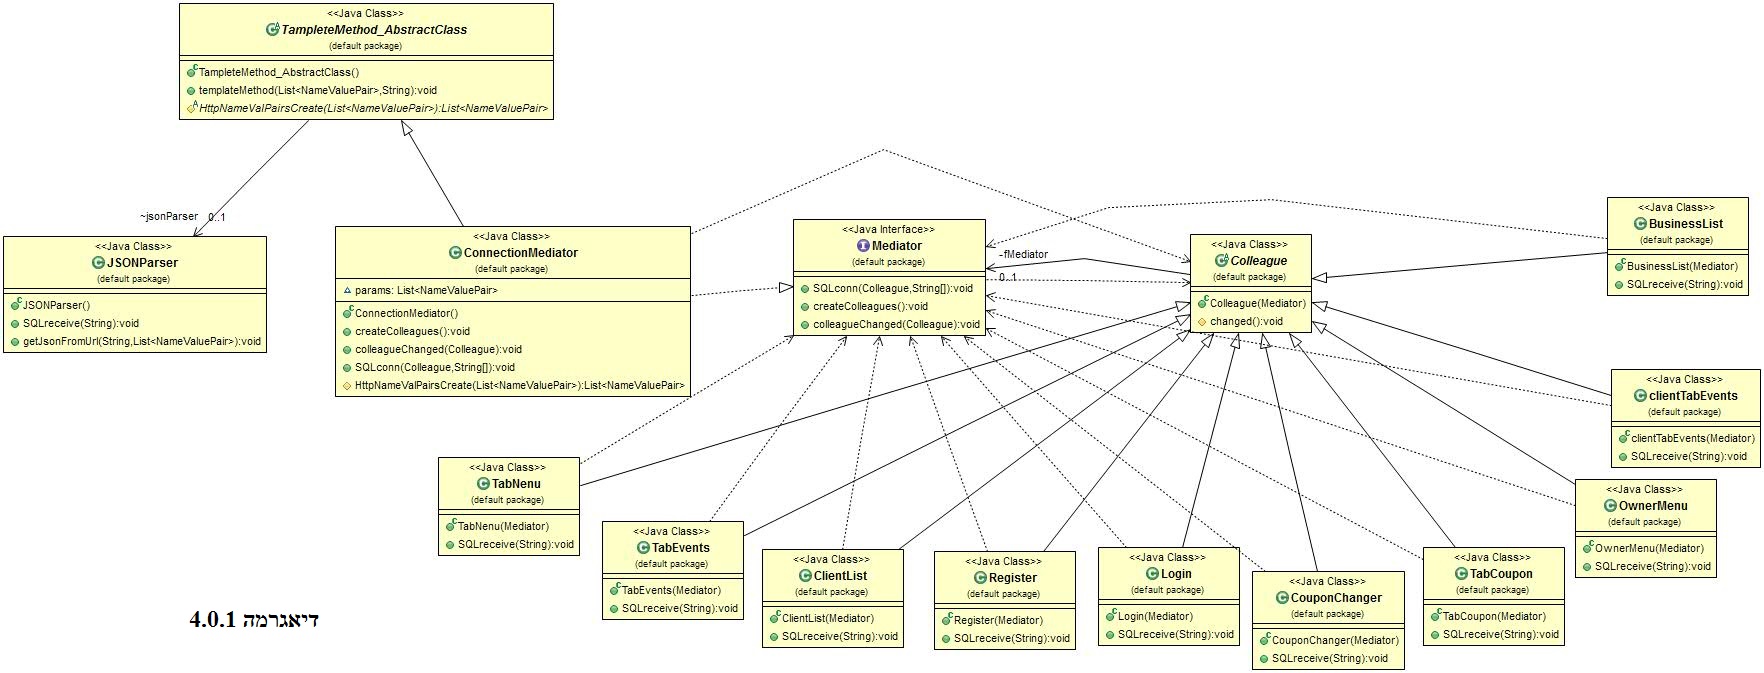 <<Java Class>>
TampleteMethod_AbstractClass
(default package)
TampleteMethod_AbstractClass()
templateMethod(List<NameValuePair>,String):void
HttpNameValPairsCreate(List<NameValuePair>):List<NameValuePair>
~jsonParser 0..1
<<Java Class>>
JSONParser
(default package)
JSONParser()
SQLreceive(String):void
getJsonFromUrl(String,List<NameValuePair>):void
<<Java Class>>
ConnectionMediator
(default package)
params: List<NameValuePair>
ConnectionMediator()
createColleagues():void
colleagueChanged(Colleague):void
SQLconn(Colleague,String[]):void
HttpNameValPairsCreate(List<NameValuePair>):List<NameValuePair>
<<Java Interface>>
Mediator
(default package)
SQLconn(Colleague,String[]):void
createColleagues():void
colleagueChanged(Colleague):void
-fMediator
0..1
<<Java Class>>
Colleague
(default package)
Colleague(Mediator)
changed():void
<<Java Class>>
BusinessList
(default package)
BusinessList(Mediator)
SQLreceive(String):void
<<Java Class>>
clientTabEvents
(default package)
clientTabEvents(Mediator)
SQLreceive(String):void
<<Java Class>>
TabNenu
(default package)
TabNenu(Mediator)
SQLreceive(String):void
<<Java Class>>
TabEvents
(default package)
TabEvents(Mediator)
SQLreceive(String):void
<<Java Class>>
ClientList
(default package)
ClientList(Mediator)
SQLreceive(String):void
<<Java Class>>
Register
(default package)
Register(Mediator)
SQLreceive(String):void
<<Java Class>>
Login
(default package)
Login(Mediator)
SQLreceive(String):void
<<Java Class>>
CouponChanger
(default package)
CouponChanger(Mediator)
SQLreceive(String):void
<<Java Class>>
TabCoupon
(default package)
TabCoupon(Mediator)
SQLreceive(String):void
<<Java Class>>
OwnerMenu
(default package)
OwnerMenu(Mediator)
SQLreceive(String):void
דיאגרמה 4.0.1